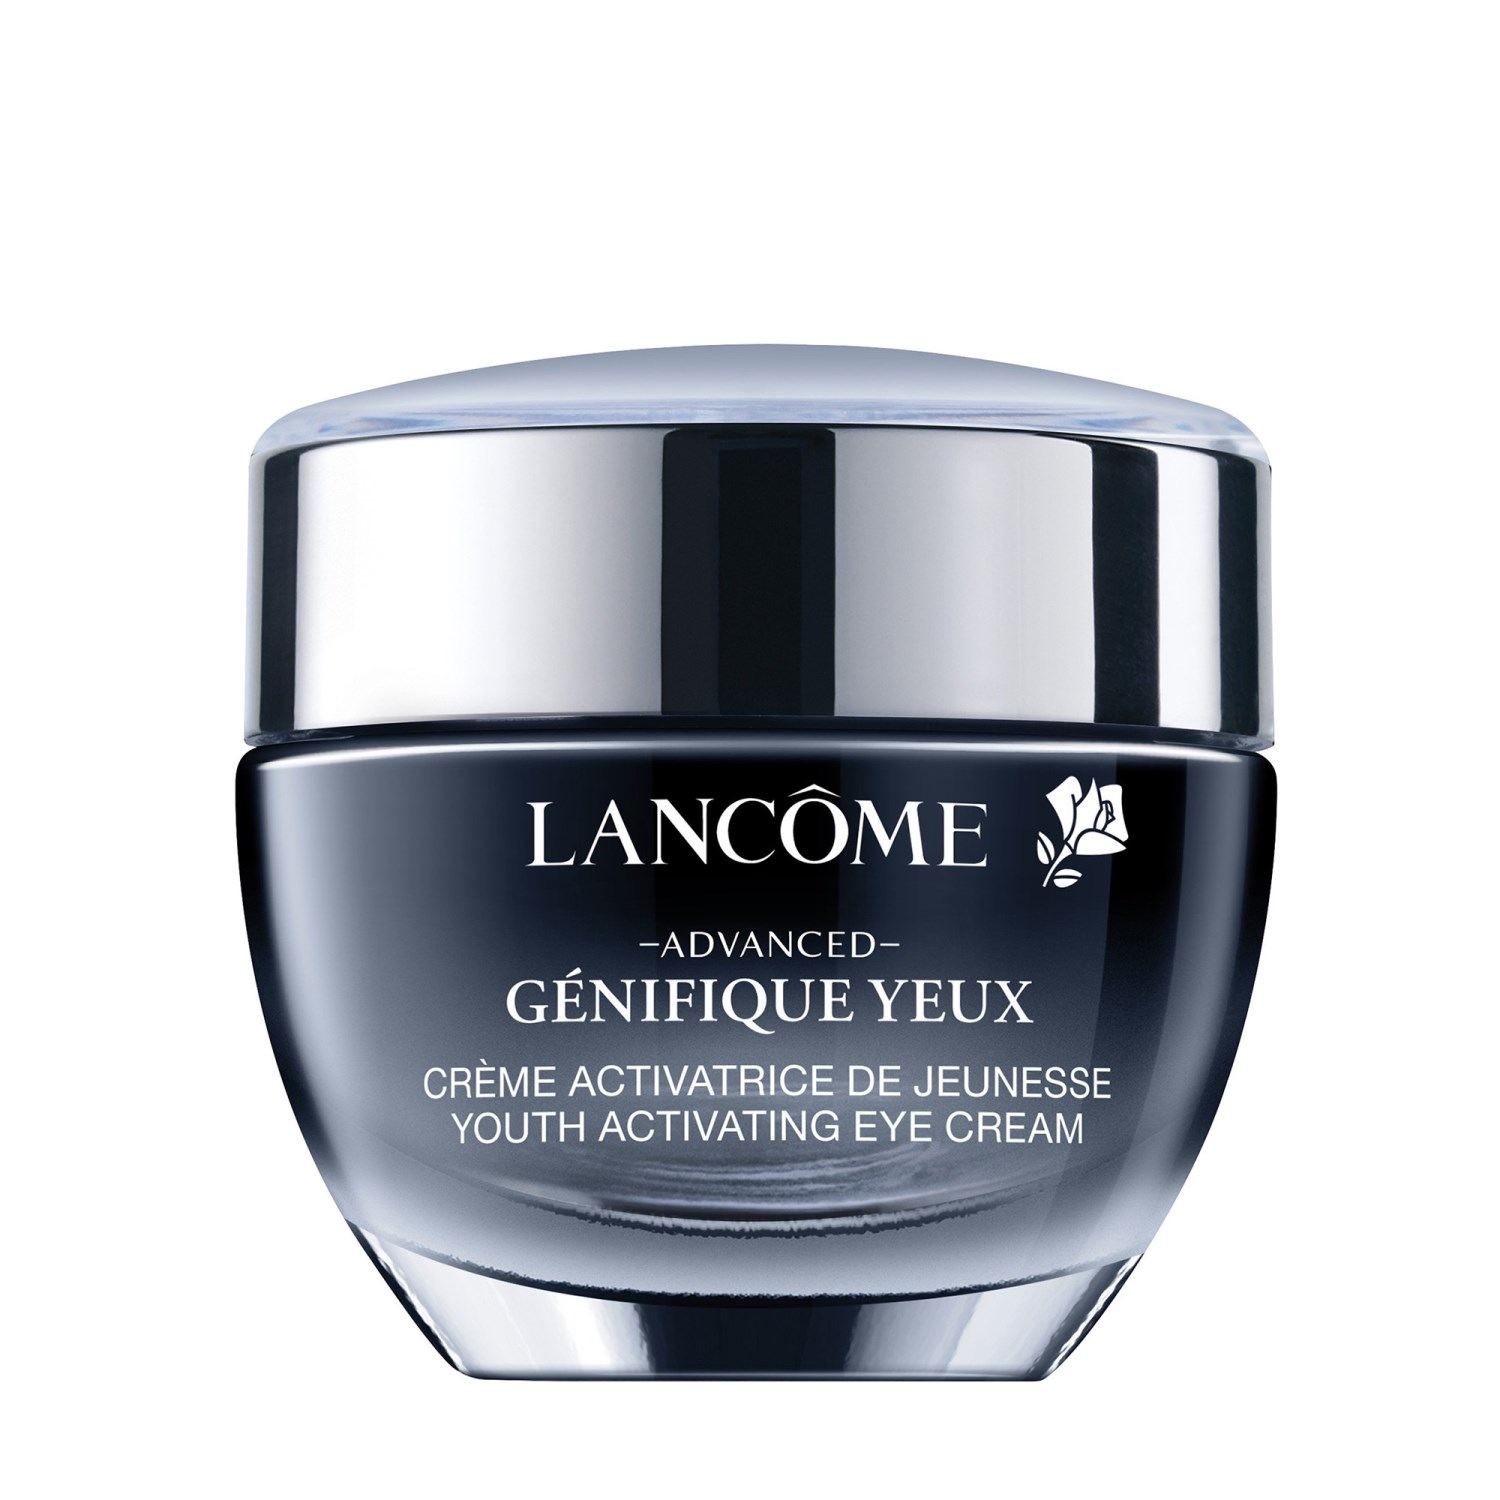 LANCÔME
–ADVANCED–
GÉNIFIQUE YEUX
CRÈME ACTIVATRICE DE JEUNESSE
YOUTH ACTIVATING EYE CREAM